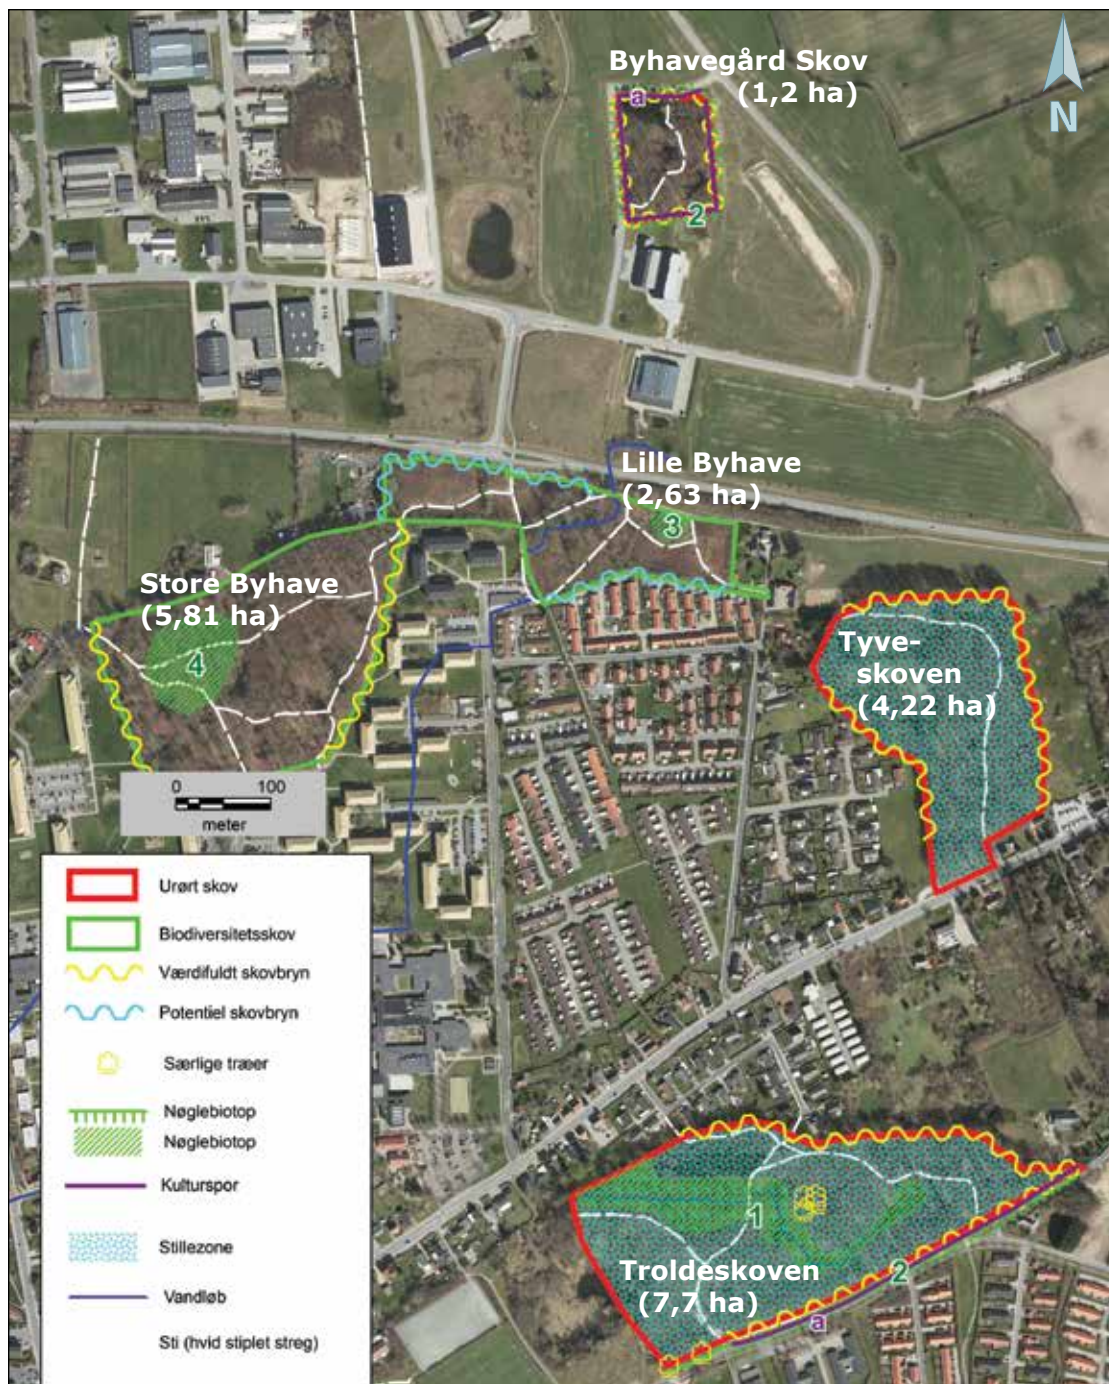 Byhavegård Skov
(1,2 ha)
a
N
2
Lille Byhave
(2,63 ha)
3
Store Byhave
(5,81 ha)
4
Tyve-
skoven
(4,22 ha)
0 100
meter
Urørt skov
Biodiversitetsskov
Værdifuldt skovbryn
Potentiel skovbryn
Særlige træer
Nøglebiotop
Nøglebiotop
Kulturspor
Stillezone
Vandløb
Sti (hvid stiplet streg)
1
Troldeskoven
(7,7 ha)
2
a